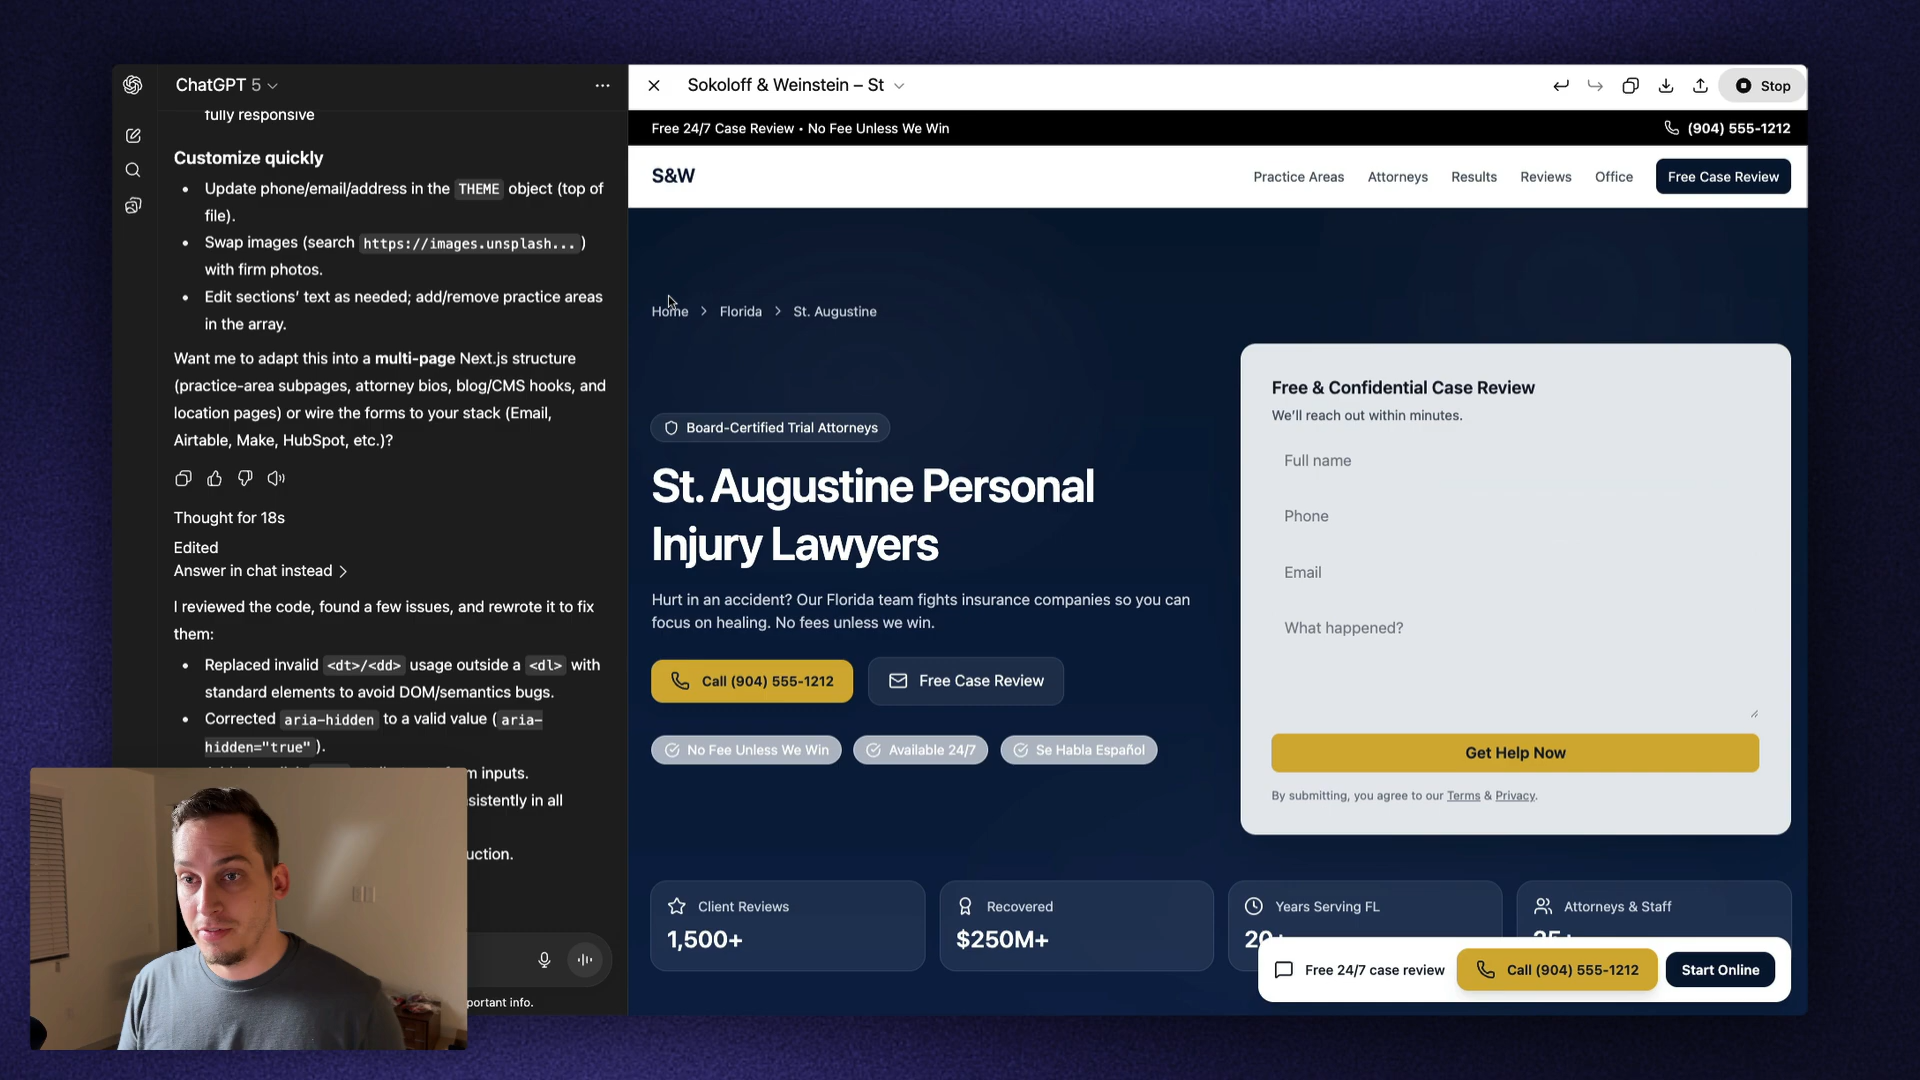 ChatGPT 5
fully responsive
Customize quickly
Update phone/email/address in the THEME object (top of
file).
Swap images (search https://images.unsplash... )
with firm photos.
Edit sections’ text as needed; add/remove practice areas
in the array.
Want me to adapt this into a multi-page Next.js structure
(practice-area subpages, attorney bios, blog/CMS hooks, and
location pages) or wire the forms to your stack (Email,
Airtable, Make, HubSpot, etc.)?
Thought for 18s
Edited
Answer in chat instead
I reviewed the code, found a few issues, and rewrote it to fix
them:
Replaced invalid <dt>/<dd> usage outside a <dl> with
standard elements to avoid DOM/semantics bugs.
Corrected aria-hidden to a valid value ( aria-
hidden="true" ).
inputs.
in all
portant info.
Sokoloff & Weinstein – St
Stop
Free 24/7 Case Review • No Fee Unless We Win
(904) 555-1212
S&W
Practice Areas
Attorneys
Results
Reviews
Office
Free Case Review
Home > Florida > St. Augustine
Board-Certified Trial Attorneys
St. Augustine Personal
Injury Lawyers
Hurt in an accident? Our Florida team fights insurance companies so you can
focus on healing. No fees unless we win.
Call (904) 555-1212
Free Case Review
No Fee Unless We Win
Available 24/7
Se Habla Español
Free & Confidential Case Review
We’ll reach out within minutes.
Full name
Phone
Email
What happened?
Get Help Now
By submitting, you agree to our Terms & Privacy.
Client Reviews
1,500+
Recovered
$250M+
Years Serving FL
Attorneys & Staff
Free 24/7 case review
Call (904) 555-1212
Start Online